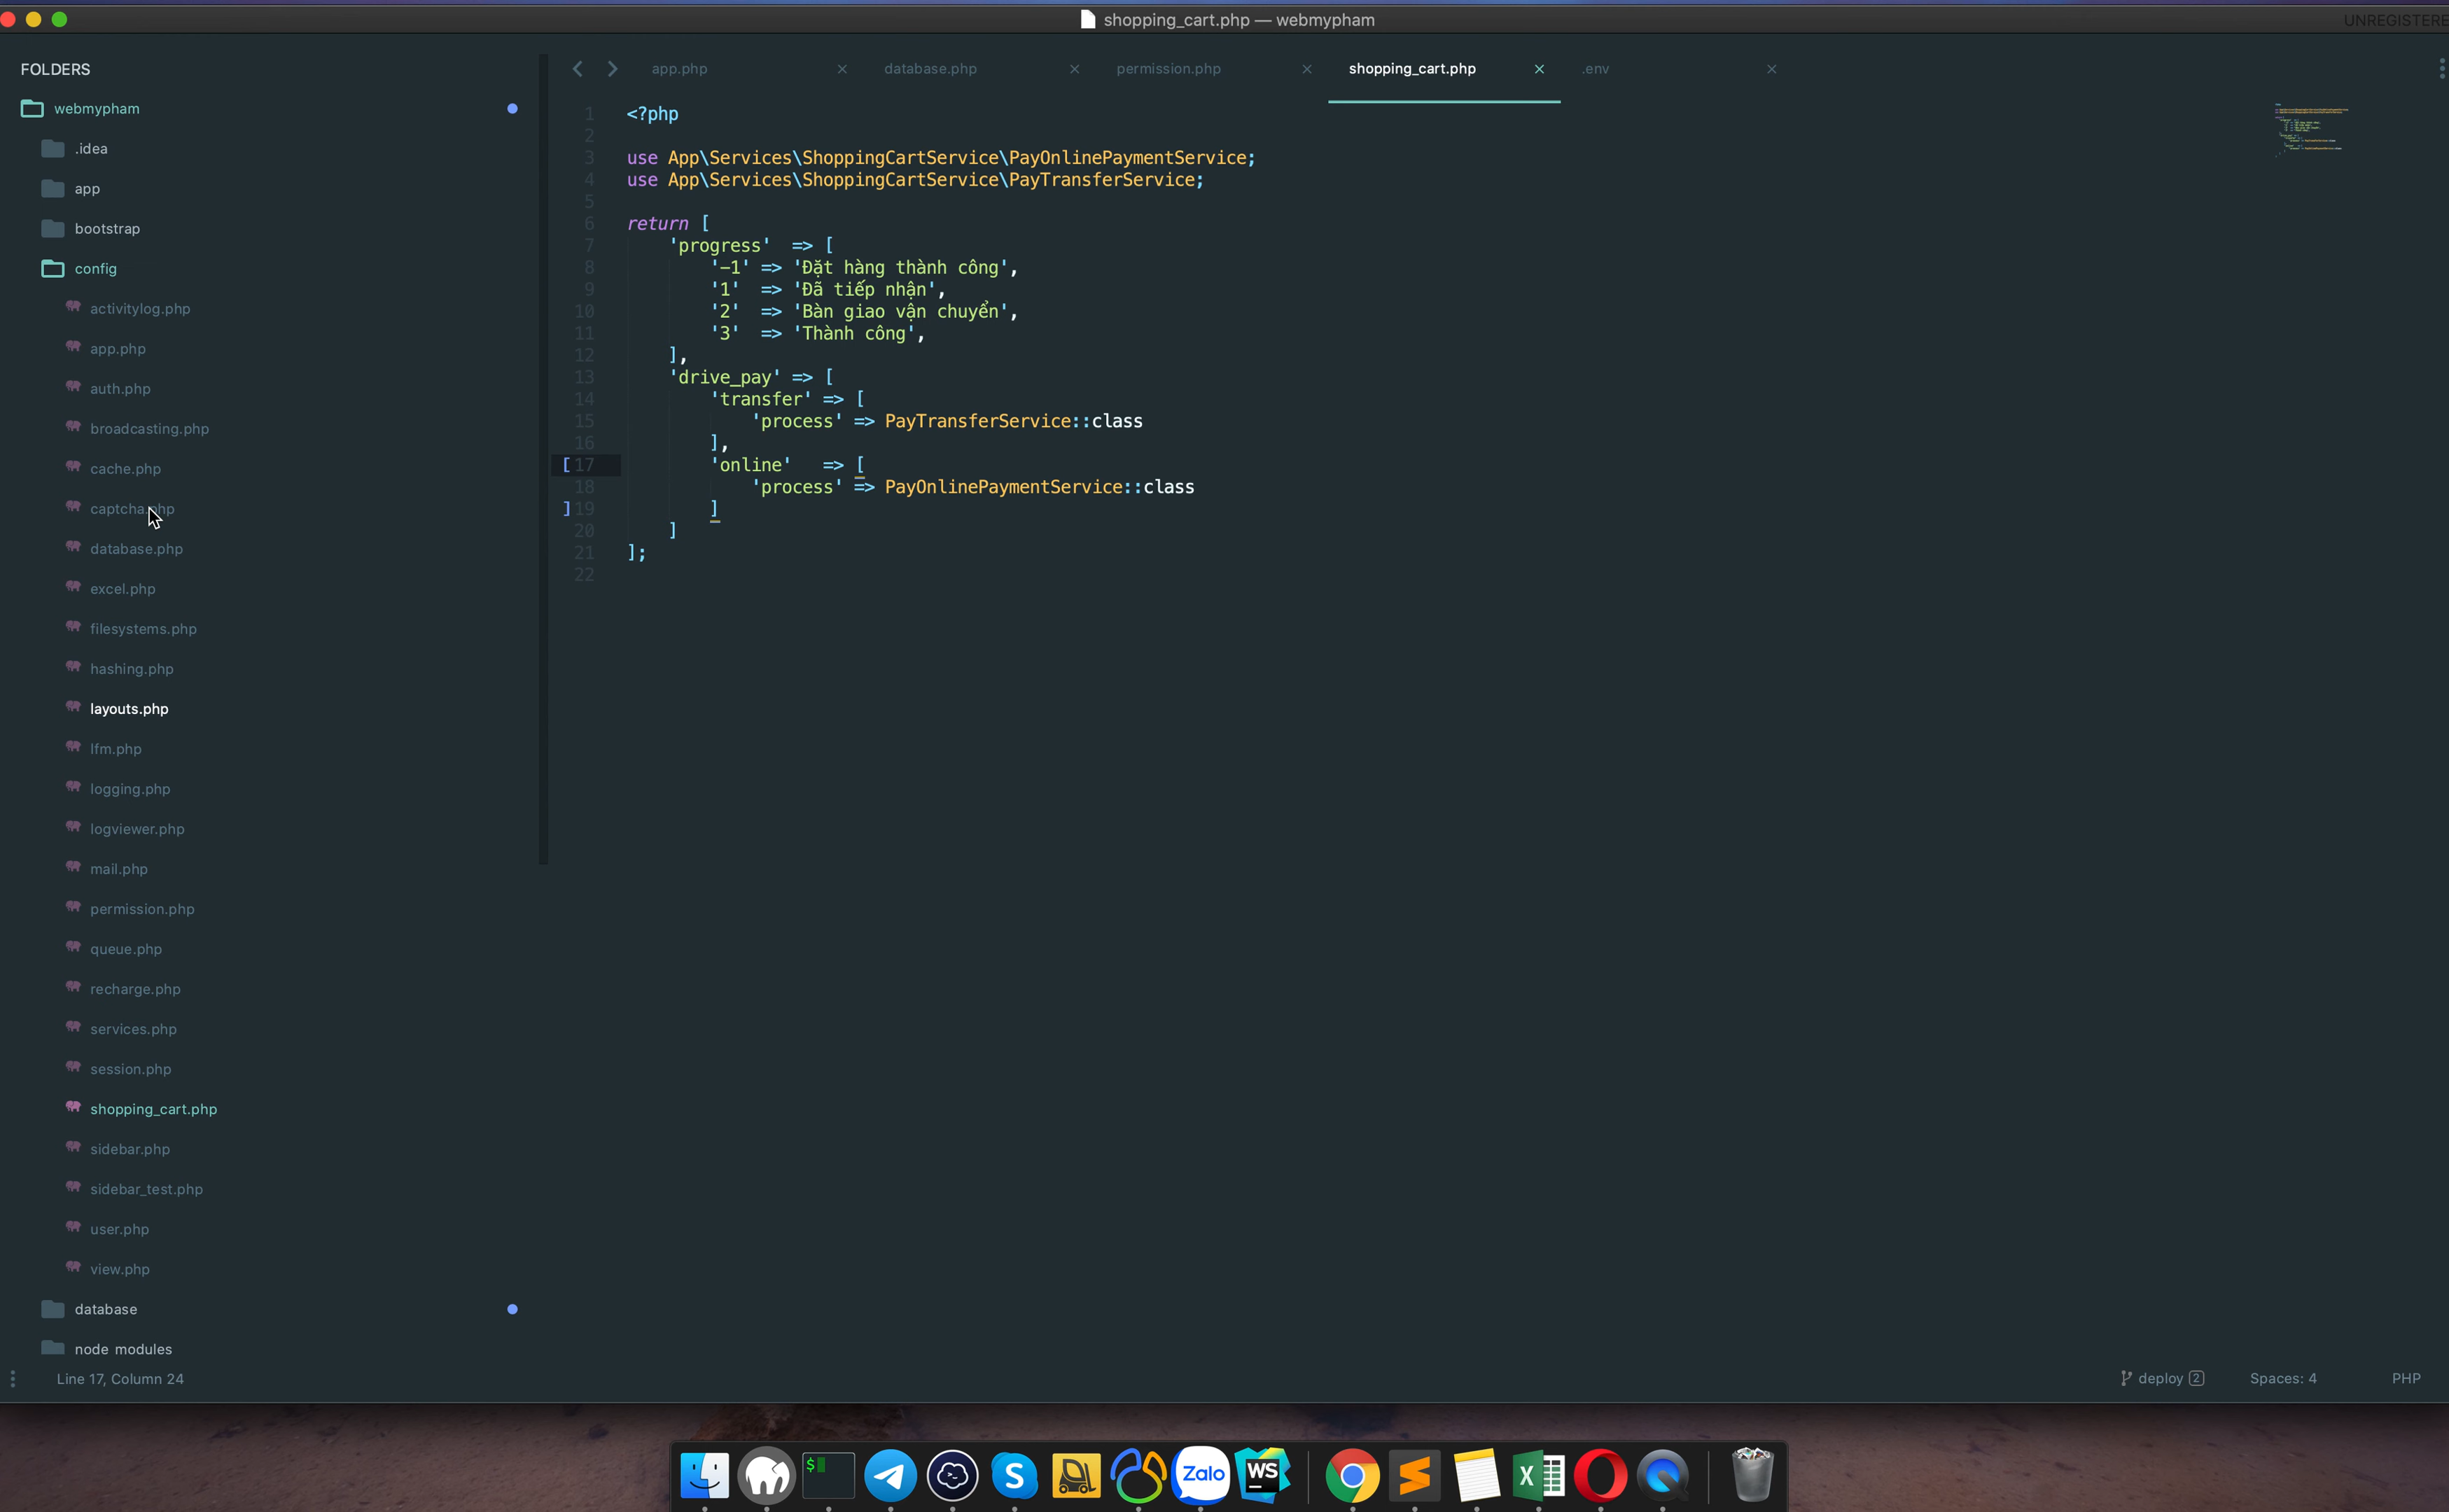 shopping_cart.php — webmypham
UNREGISTERE
FOLDERS
webmypham
.idea
app
bootstrap
config
activitylog.php
app.php
auth.php
broadcasting.php
cache.php
captcha.php
database.php
excel.php
filesystems.php
hashing.php
layouts.php
lfm.php
logging.php
logviewer.php
mail.php
permission.php
queue.php
recharge.php
services.php
session.php
shopping_cart.php
sidebar.php
sidebar_test.php
user.php
view.php
database
node_modules
app.php
database.php
permission.php
shopping_cart.php
.env
1 <?php
2
3 use App\Services\ShoppingCartService\PayOnlinePaymentService;
4 use App\Services\ShoppingCartService\PayTransferService;
5
6 return [
7 'progress' => [
8 '-1' => 'Đặt hàng thành công',
9 '1' => 'Đã tiếp nhận',
10 '2' => 'Bàn giao vận chuyển',
11 '3' => 'Thành công',
12 ],
13 'drive_pay' => [
14 'transfer' => [
15 'process' => PayTransferService::class
16 ],
[ 17 'online' => [
18 'process' => PayOnlinePaymentService::class
] 19 ]
20 ]
21 ];
22
Line 17, Column 24
deploy 2
Spaces: 4
PHP
$
S
Zalo
WS
X